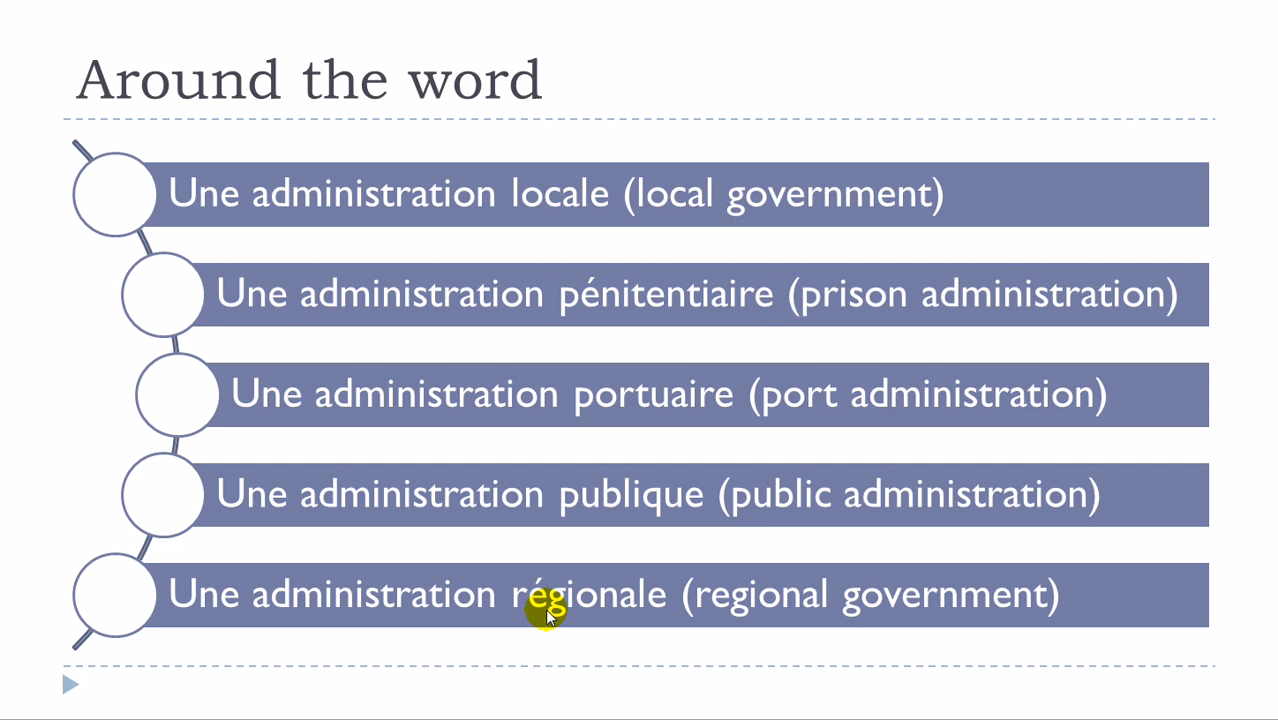 Around the word
Une administration locale (local government)
Une administration pénitentiaire (prison administration)
Une administration portuaire (port administration)
Une administration publique (public administration)
Une administration régionale (regional government)